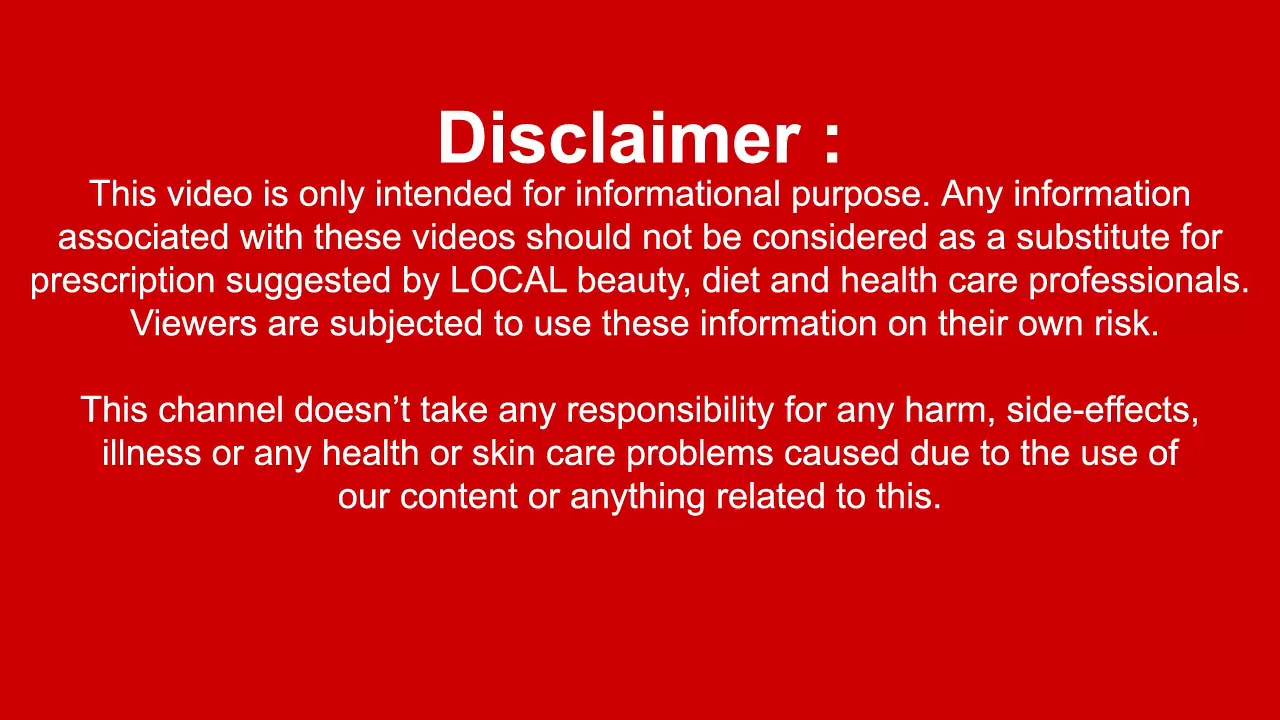 Disclaimer :
This video is only intended for informational purpose. Any information
associated with these videos should not be considered as a substitute for
prescription suggested by LOCAL beauty, diet and health care professionals.
Viewers are subjected to use these information on their own risk.
This channel doesn’t take any responsibility for any harm, side-effects,
illness or any health or skin care problems caused due to the use of
our content or anything related to this.